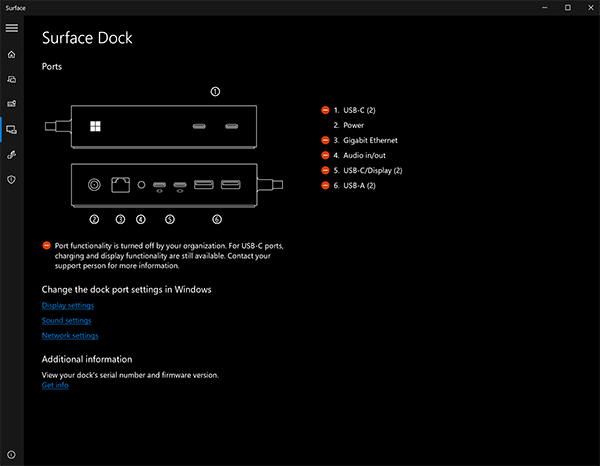 Surface
Surface Dock
Ports
①
1. USB-C (2)
2. Power
3. Gigabit Ethernet
4. Audio in/out
5. USB-C/Display (2)
6. USB-A (2)
② ③ ④ ⑤ ⑥
Port functionality is turned off by your organization. For USB-C ports,
charging and display functionality are still available. Contact your
support person for more information.
Change the dock port settings in Windows
Display settings
Sound settings
Network settings
Additional information
View your dock's serial number and firmware version.
Get info